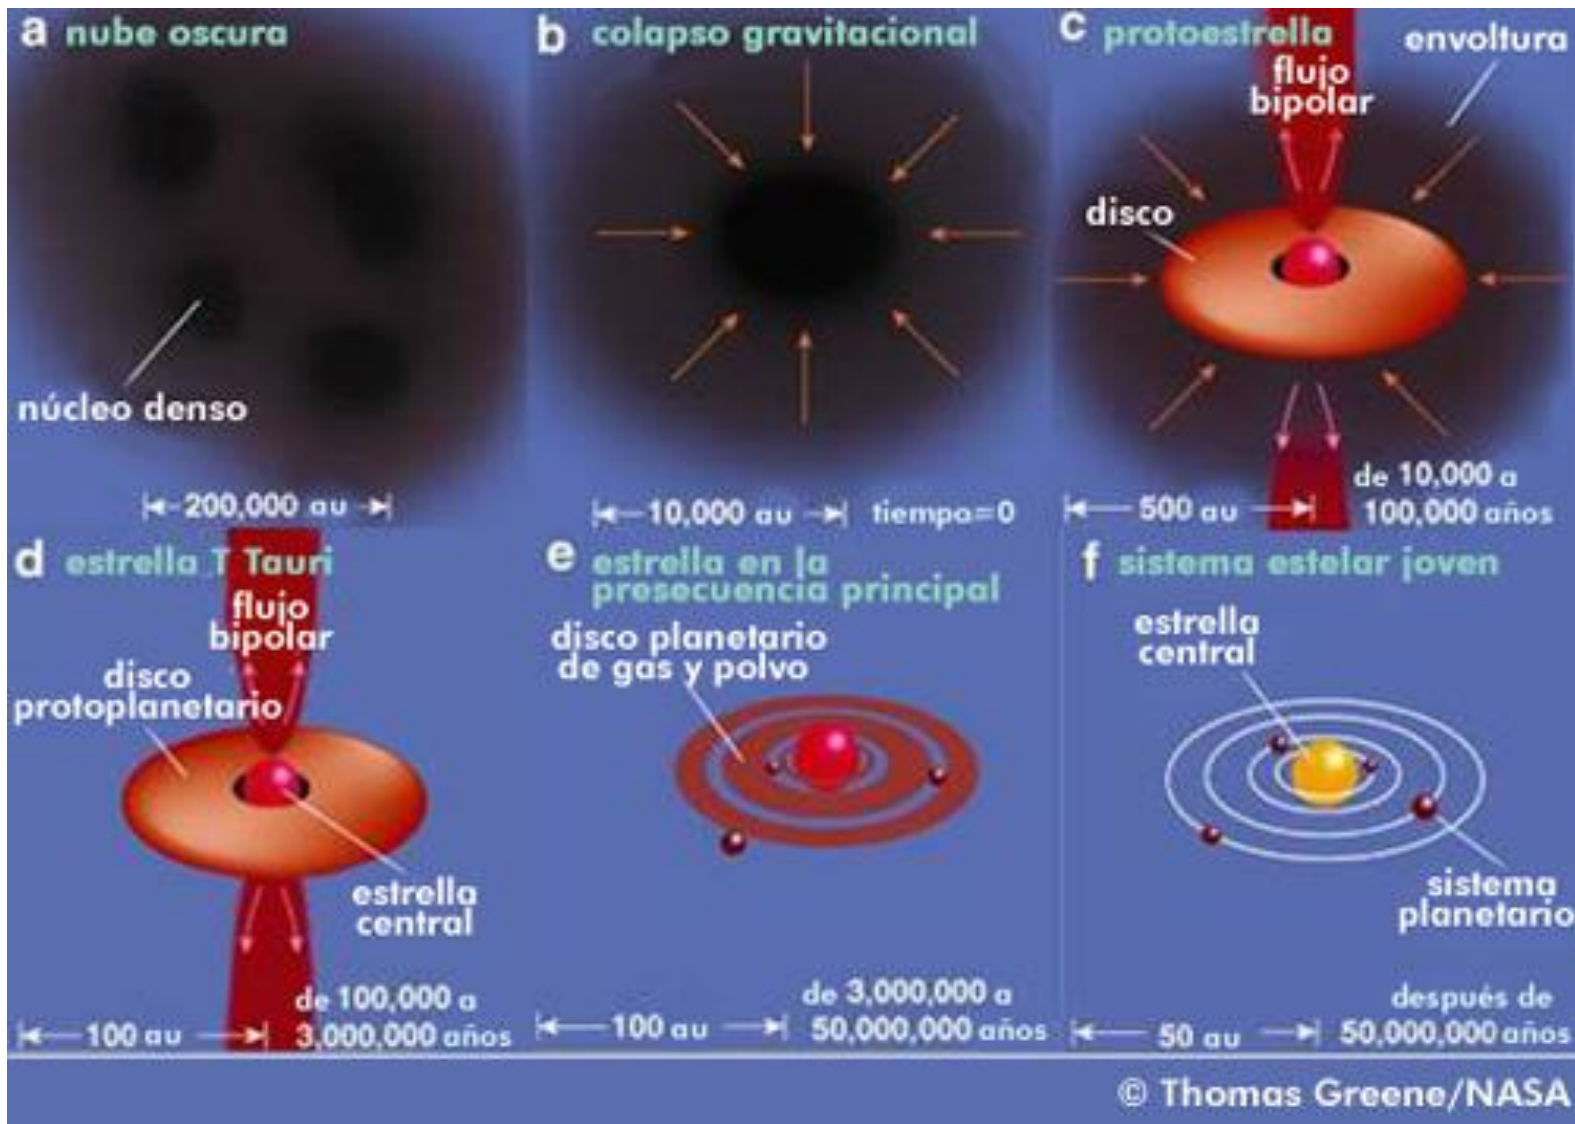 a nube oscura
núcleo denso
200,000 au
b colapso gravitacional
10,000 au tiempo=0
c protoestrella
envoltura
flujo
bipolar
disco
500 au
de 10,000 a
100,000 años
d estrella T Tauri
flujo
bipolar
disco
protoplanetario
estrella
central
100 au
de 100,000 a
3,000,000 años
e estrella en la
presecuencia principal
disco planetario
de gas y polvo
100 au
de 3,000,000 a
50,000,000 años
f sistema estelar joven
estrella
central
sistema
planetario
50 au
después de
50,000,000 años
© Thomas Greene/NASA